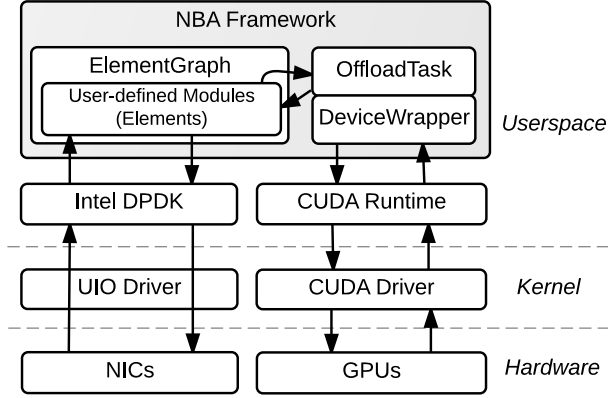 NBA Framework
ElementGraph
User-defined Modules
(Elements)
OffloadTask
DeviceWrapper
Userspace
Intel DPDK
CUDA Runtime
UIO Driver
CUDA Driver
Kernel
NICs
GPUs
Hardware